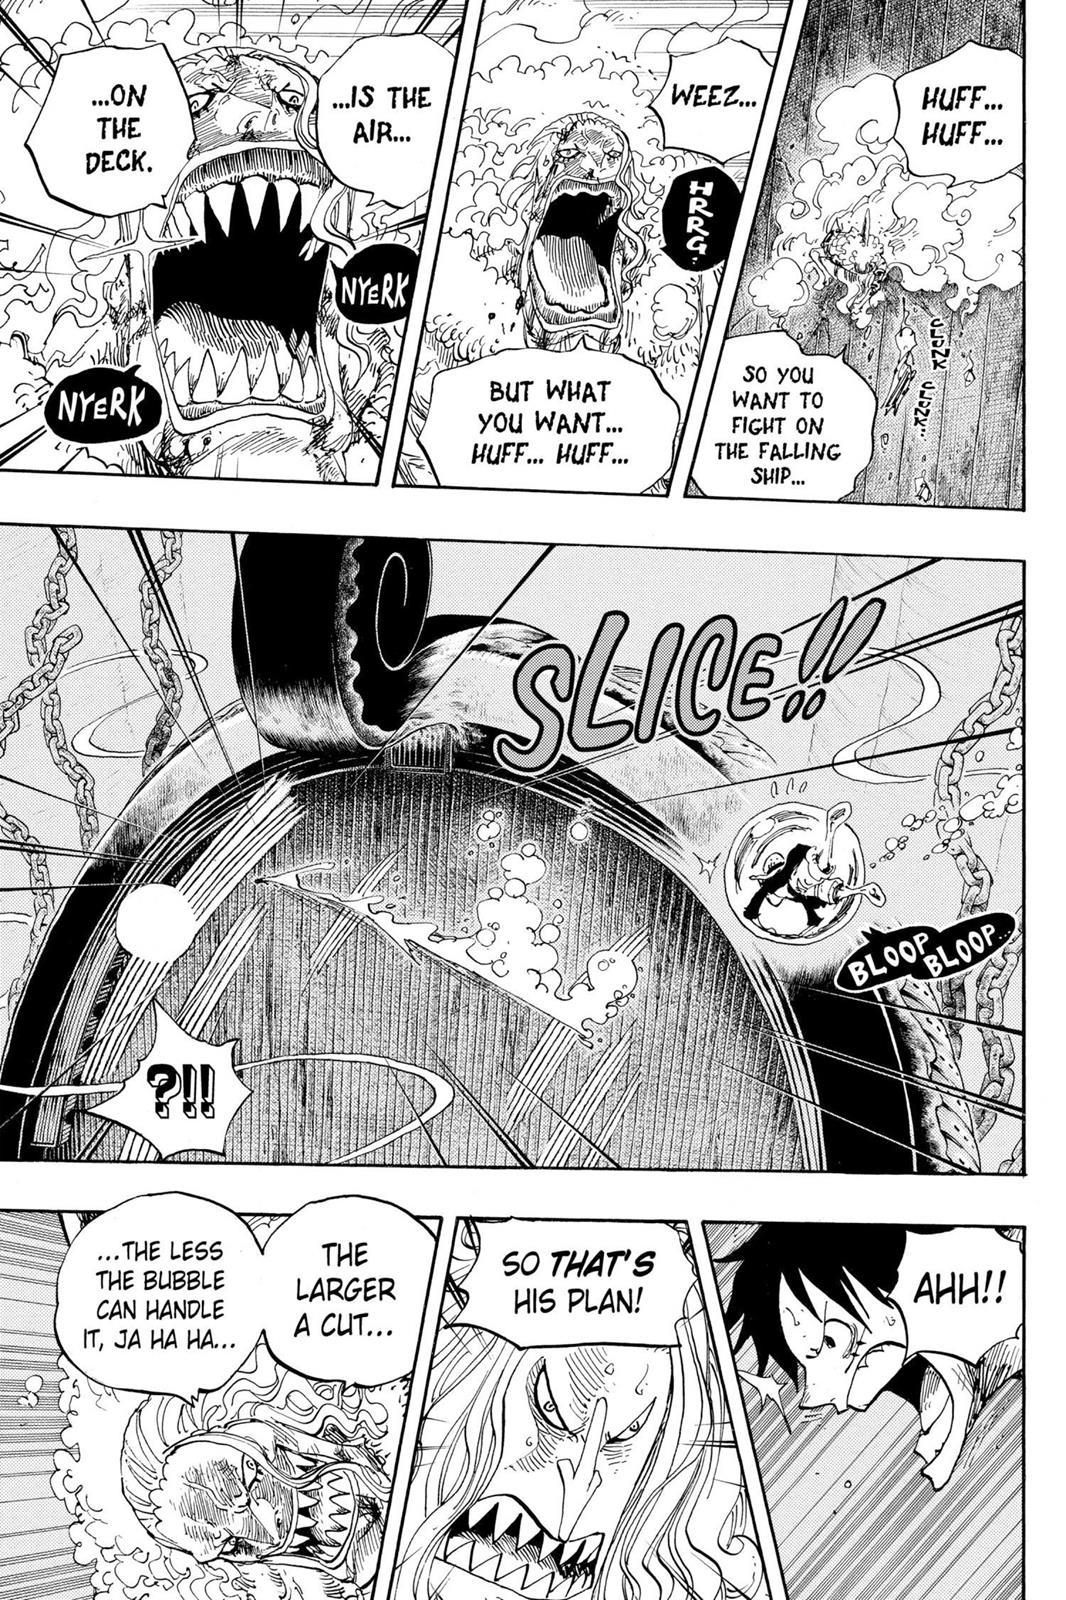 HUFF...
HUFF...
CLUNK
CLUNK...
SO YOU
WANT TO
FIGHT ON
THE FALLING
SHIP...
WEEZ...
HRRG.
BUT WHAT
YOU WANT...
HUFF... HUFF...
...IS THE
AIR...
NYERK
...ON
THE
DECK.
NYERK
SLICE!!
BLOOP
BLOOP...
?!!
AHH!!
SO THAT'S
HIS PLAN!
THE
LARGER
A CUT...
...THE LESS
THE BUBBLE
CAN HANDLE
IT, JA HA HA...